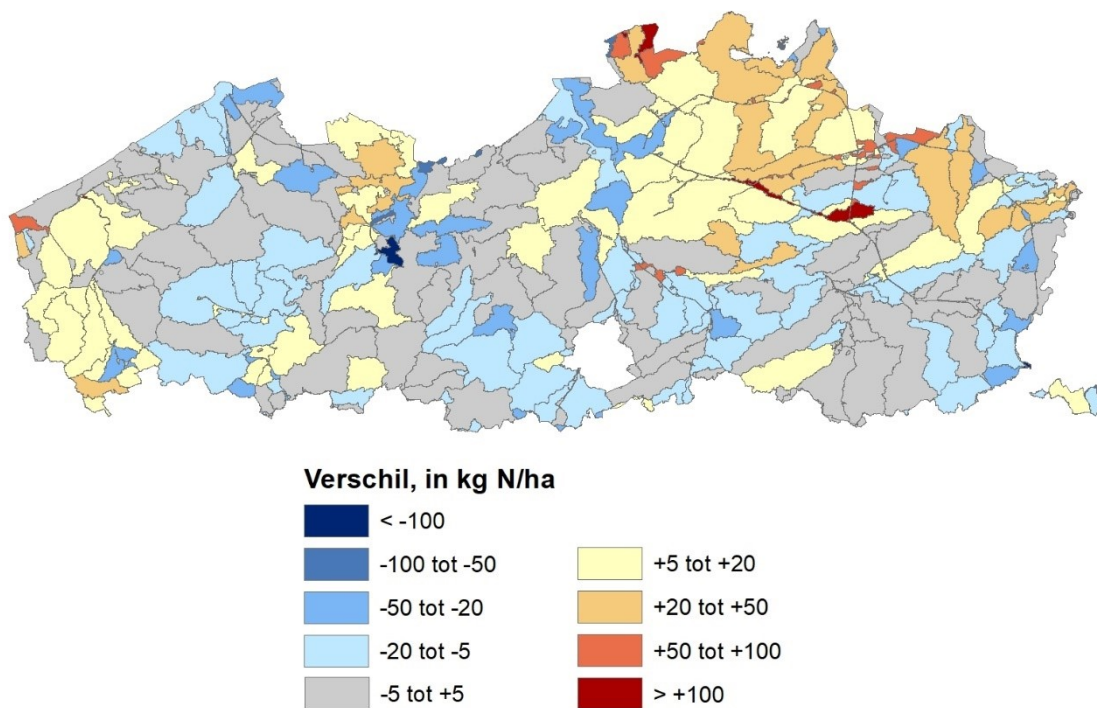 Verschil, in kg N/ha
< -100
-100 tot -50
-50 tot -20
-20 tot -5
-5 tot +5
+5 tot +20
+20 tot +50
+50 tot +100
> +100